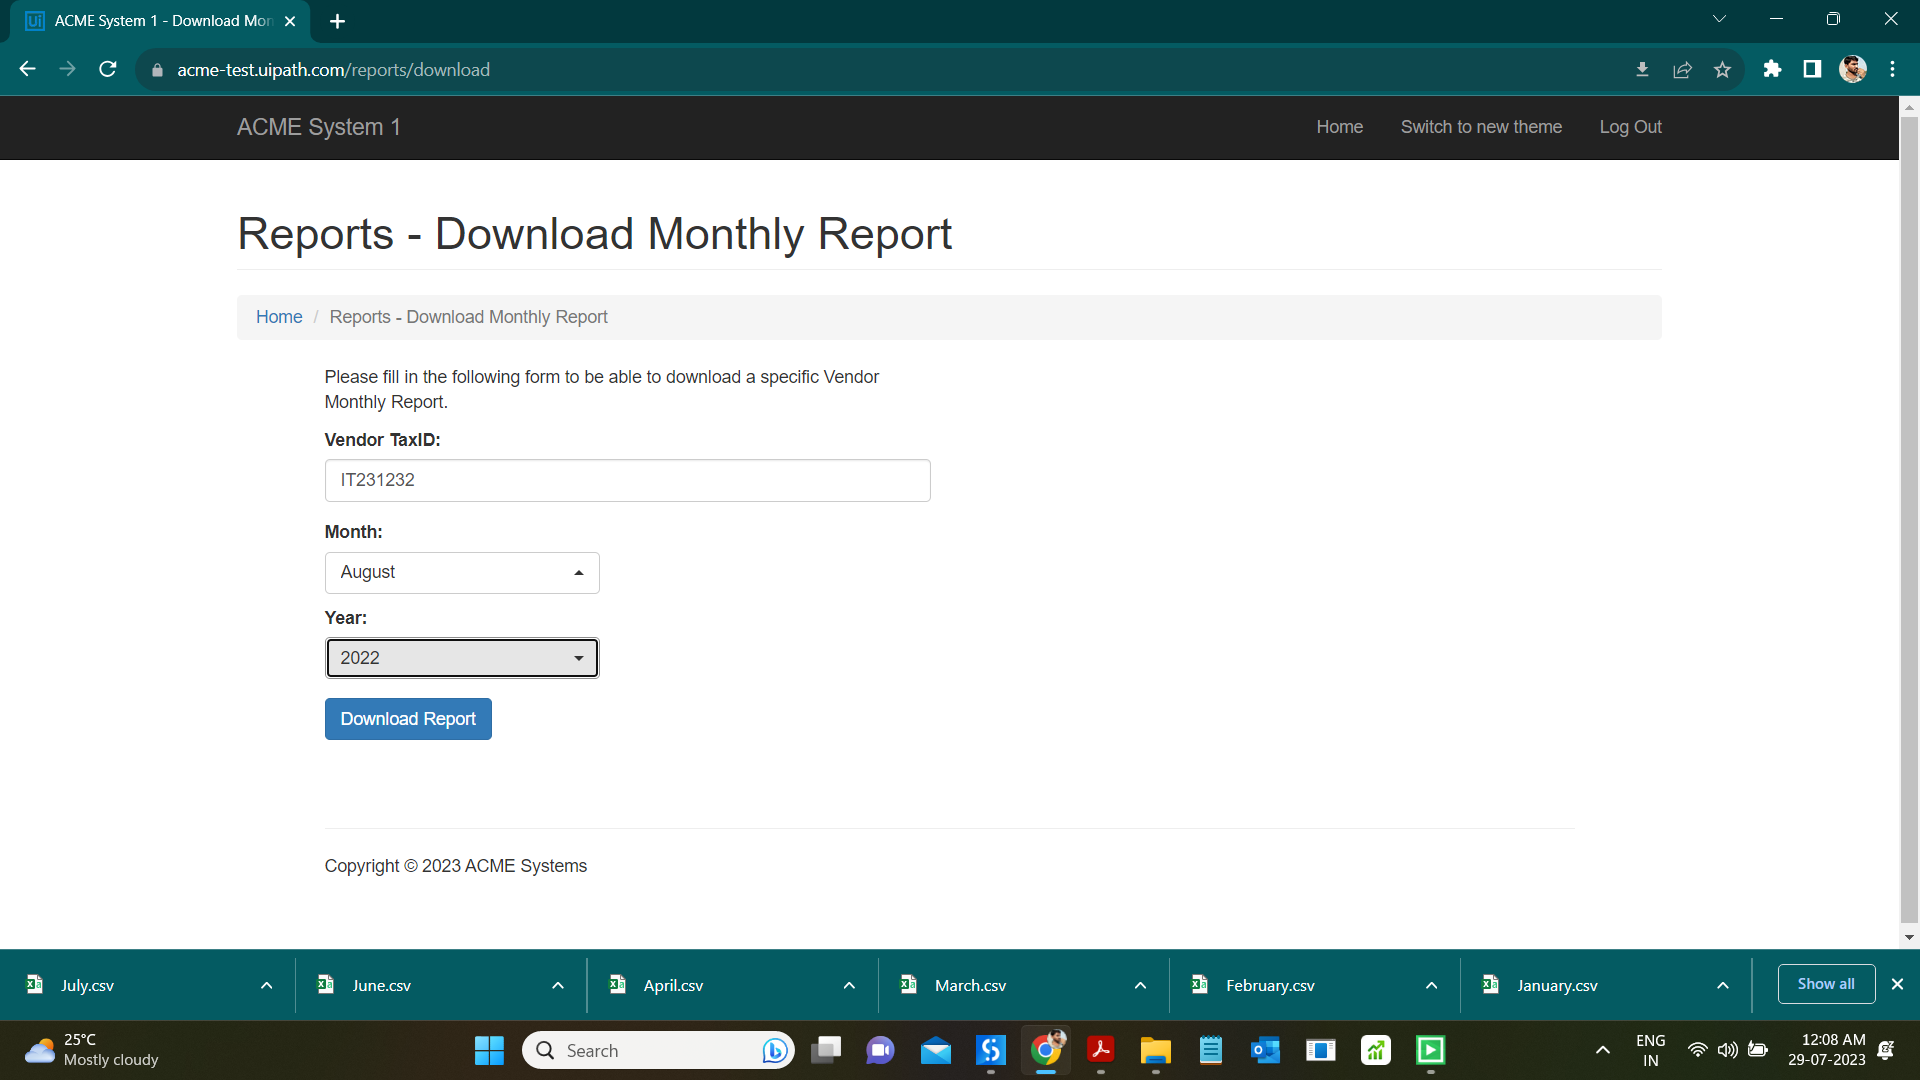 ACME System 1 - Download Mon
acme-test.uipath.com/reports/download
ACME System 1
Home
Switch to new theme
Log Out
Reports - Download Monthly Report
Home / Reports - Download Monthly Report
Please fill in the following form to be able to download a specific Vendor
Monthly Report.
Vendor TaxID:
IT231232
Month:
August
Year:
2022
Download Report
Copyright © 2023 ACME Systems
July.csv
June.csv
April.csv
March.csv
February.csv
January.csv
Show all
25°C
Mostly cloudy
Search
ENG
IN
12:08 AM
29-07-2023